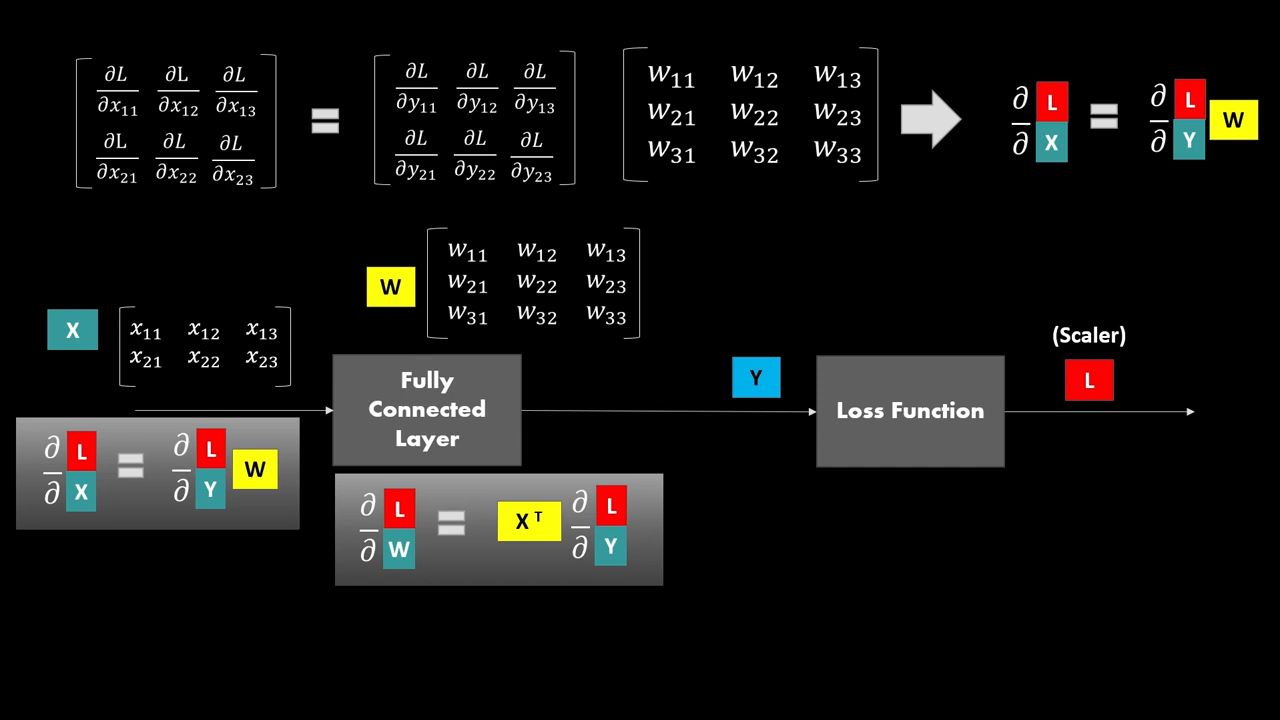 ∂L/∂x₁₁ ∂L/∂x₁₂ ∂L/∂x₁₃
∂L/∂x₂₁ ∂L/∂x₂₂ ∂L/∂x₂₃
=
∂L/∂y₁₁ ∂L/∂y₁₂ ∂L/∂y₁₃
∂L/∂y₂₁ ∂L/∂y₂₂ ∂L/∂y₂₃
w₁₁ w₁₂ w₁₃
w₂₁ w₂₂ w₂₃
w₃₁ w₃₂ w₃₃
∂L/∂X = ∂L/∂Y W
W
w₁₁ w₁₂ w₁₃
w₂₁ w₂₂ w₂₃
w₃₁ w₃₂ w₃₃
X
x₁₁ x₁₂ x₁₃
x₂₁ x₂₂ x₂₃
Fully
Connected
Layer
Y
Loss Function
(Scaler)
L
∂L/∂X = ∂L/∂Y W
∂L/∂W = Xᵀ ∂L/∂Y